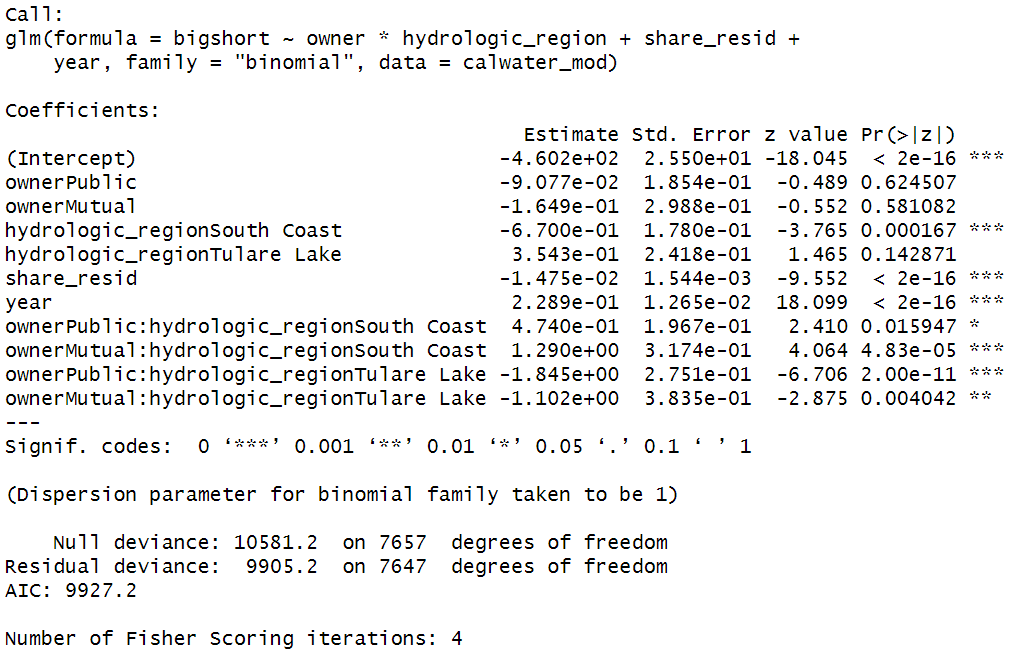 Call:
glm(formula = bigshort ~ owner * hydrologic_region + share_resid +
    year, family = "binomial", data = calwater_mod)

Coefficients:
                                           Estimate Std. Error z value Pr(>|z|)
(Intercept)                              -4.602e+02  2.550e+01 -18.045  < 2e-16 ***
ownerPublic                              -9.077e-02  1.854e-01  -0.489 0.624507
ownerMutual                              -1.649e-01  2.988e-01  -0.552 0.581082
hydrologic_regionSouth Coast             -6.700e-01  1.780e-01  -3.765 0.000167 ***
hydrologic_regionTulare Lake              3.543e-01  2.418e-01   1.465 0.142871
share_resid                              -1.475e-02  1.544e-03  -9.552  < 2e-16 ***
year                                      2.289e-01  1.265e-02  18.099  < 2e-16 ***
ownerPublic:hydrologic_regionSouth Coast  4.740e-01  1.967e-01   2.410 0.015947 *
ownerMutual:hydrologic_regionSouth Coast  1.290e+00  3.174e-01   4.064 4.83e-05 ***
ownerPublic:hydrologic_regionTulare Lake -1.845e+00  2.751e-01  -6.706 2.00e-11 ***
ownerMutual:hydrologic_regionTulare Lake -1.102e+00  3.835e-01  -2.875 0.004042 **
---
Signif. codes:  0 ‘***’ 0.001 ‘**’ 0.01 ‘*’ 0.05 ‘.’ 0.1 ‘ ’ 1

(Dispersion parameter for binomial family taken to be 1)

    Null deviance: 10581.2  on 7657  degrees of freedom
Residual deviance:  9905.2  on 7647  degrees of freedom
AIC: 9927.2

Number of Fisher Scoring iterations: 4